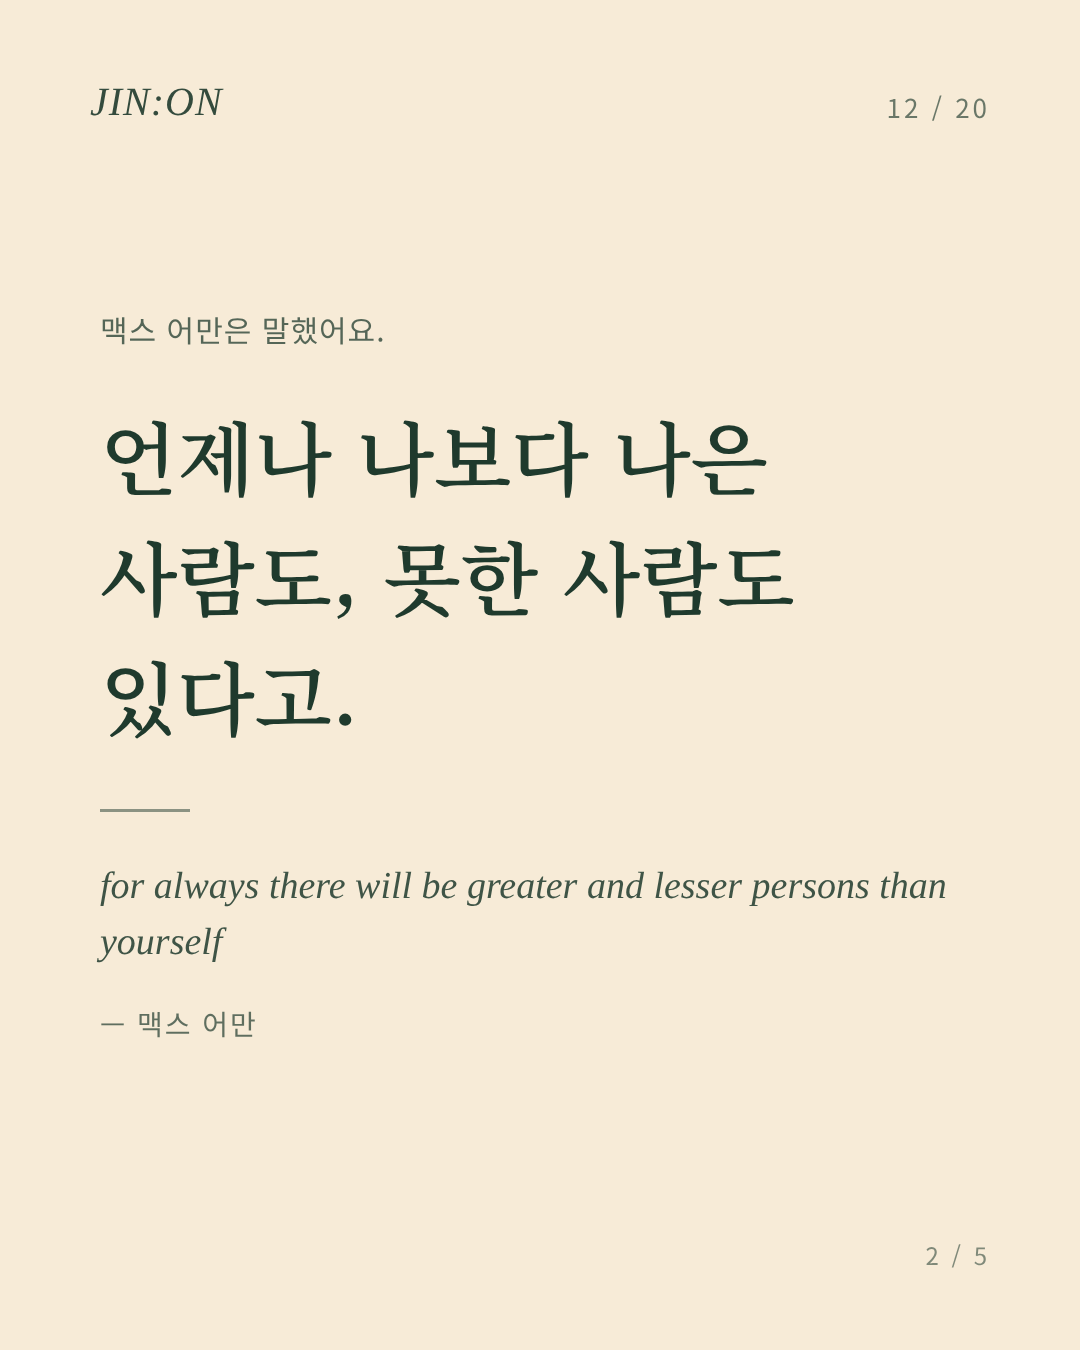 JIN:ON
12 / 20
맥스 어만은 말했어요.
언제나 나보다 나은
사람도, 못한 사람도
있다고.
for always there will be greater and lesser persons than
yourself
— 맥스 어만
2 / 5